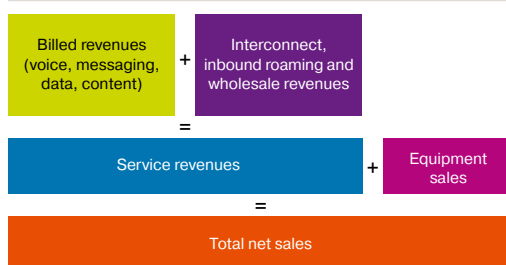 Billed revenues
(voice, messaging,
data, content)
+
Interconnect,
inbound roaming and
wholesale revenues
=
Service revenues
+
Equipment
sales
=
Total net sales